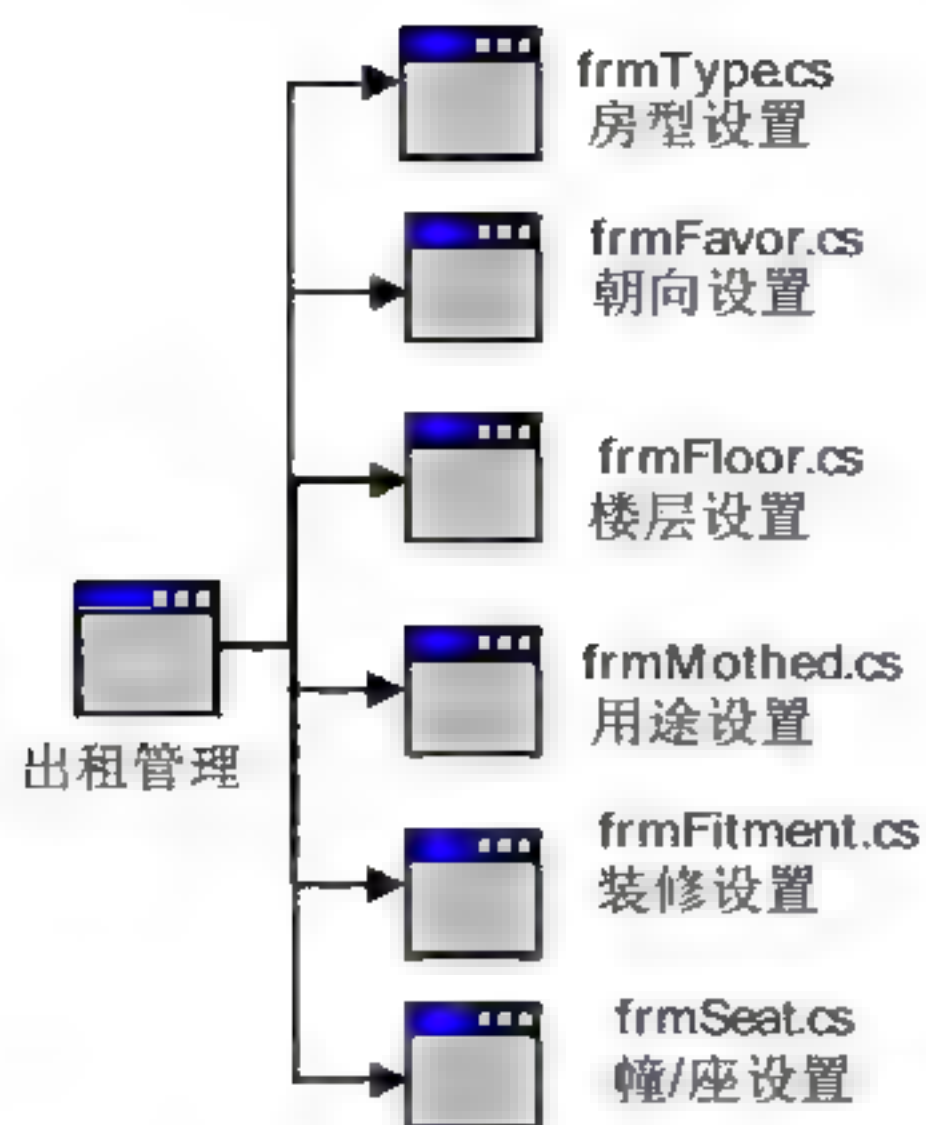 frmType.cs
房型设置
frmFavor.cs
朝向设置
frmFloor.cs
楼层设置
frmMothed.cs
用途设置
出租管理
frmFitment.cs
装修设置
frmSeat.cs
幢/座设置